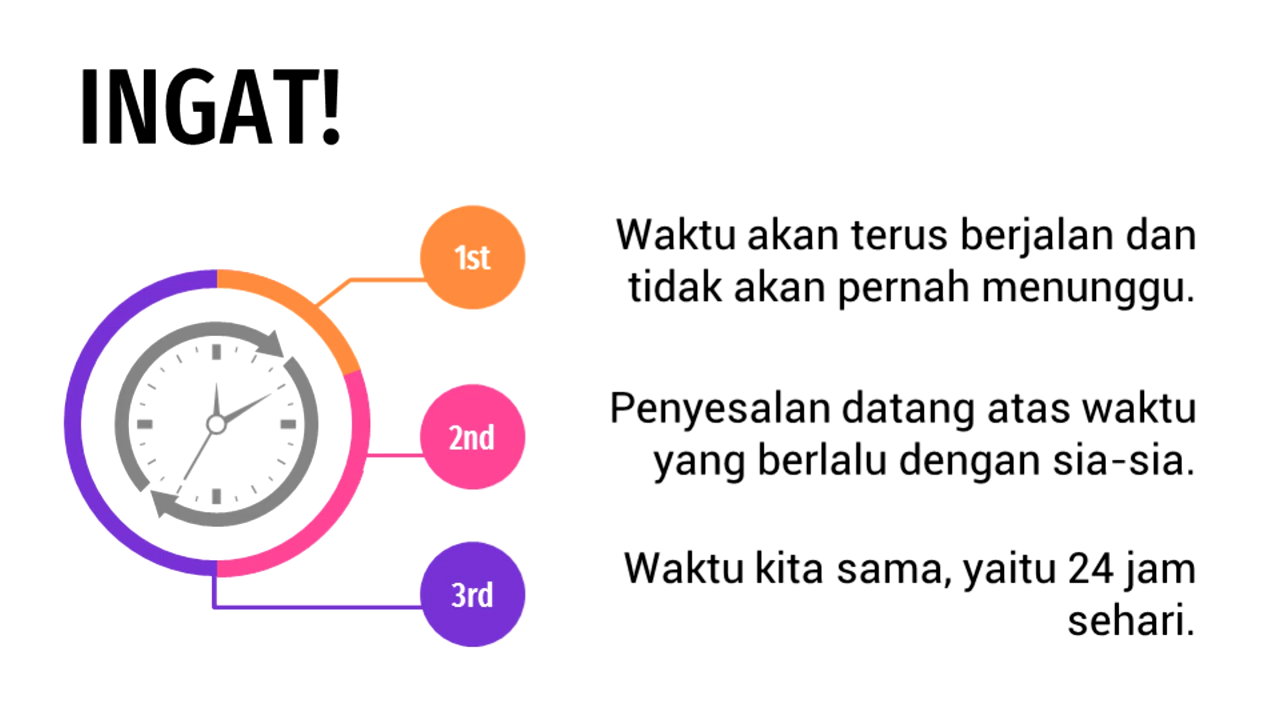 INGAT!
1st
Waktu akan terus berjalan dan
tidak akan pernah menunggu.
2nd
Penyesalan datang atas waktu
yang berlalu dengan sia-sia.
3rd
Waktu kita sama, yaitu 24 jam
sehari.